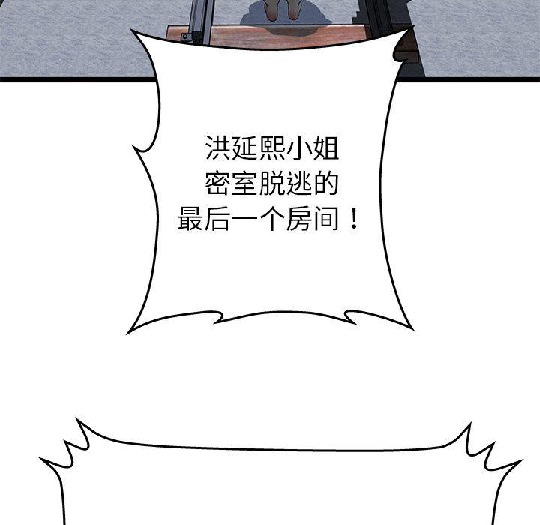 洪延熙小姐
密室脱逃的
最后一个房间！